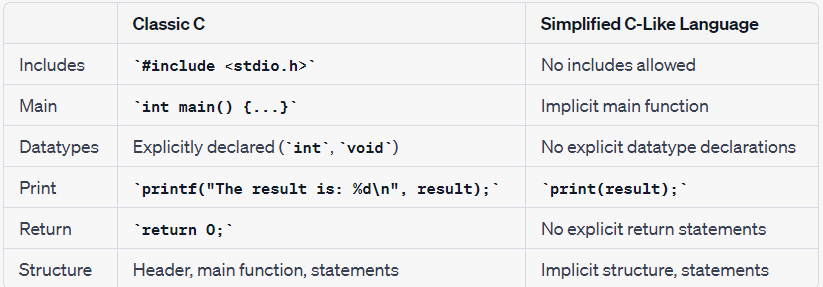 Classic C Simplified C-Like Language
Includes `#include <stdio.h>` No includes allowed
Main `int main() {...}` Implicit main function
Datatypes Explicitly declared (`int`, `void`) No explicit datatype declarations
Print `printf("The result is: %d\n", result);` `print(result);`
Return `return 0;` No explicit return statements
Structure Header, main function, statements Implicit structure, statements